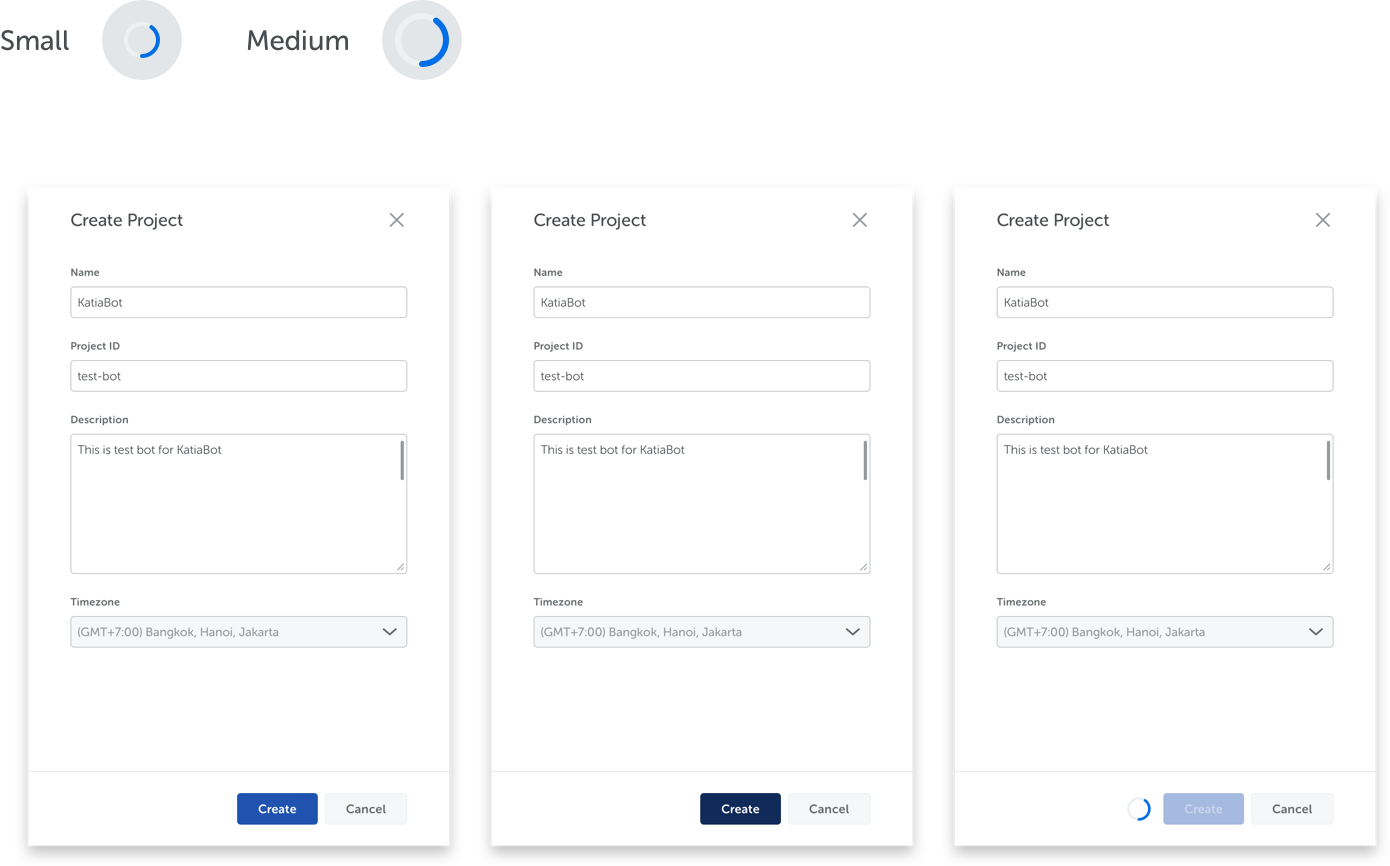 Small
Medium
Create Project
Name
KatiaBot
Project ID
test-bot
Description
This is test bot for KatiaBot
Timezone
(GMT+7:00) Bangkok, Hanoi, Jakarta
Create
Cancel
Create Project
Name
KatiaBot
Project ID
test-bot
Description
This is test bot for KatiaBot
Timezone
(GMT+7:00) Bangkok, Hanoi, Jakarta
Create
Cancel
Create Project
Name
KatiaBot
Project ID
test-bot
Description
This is test bot for KatiaBot
Timezone
(GMT+7:00) Bangkok, Hanoi, Jakarta
Create
Cancel